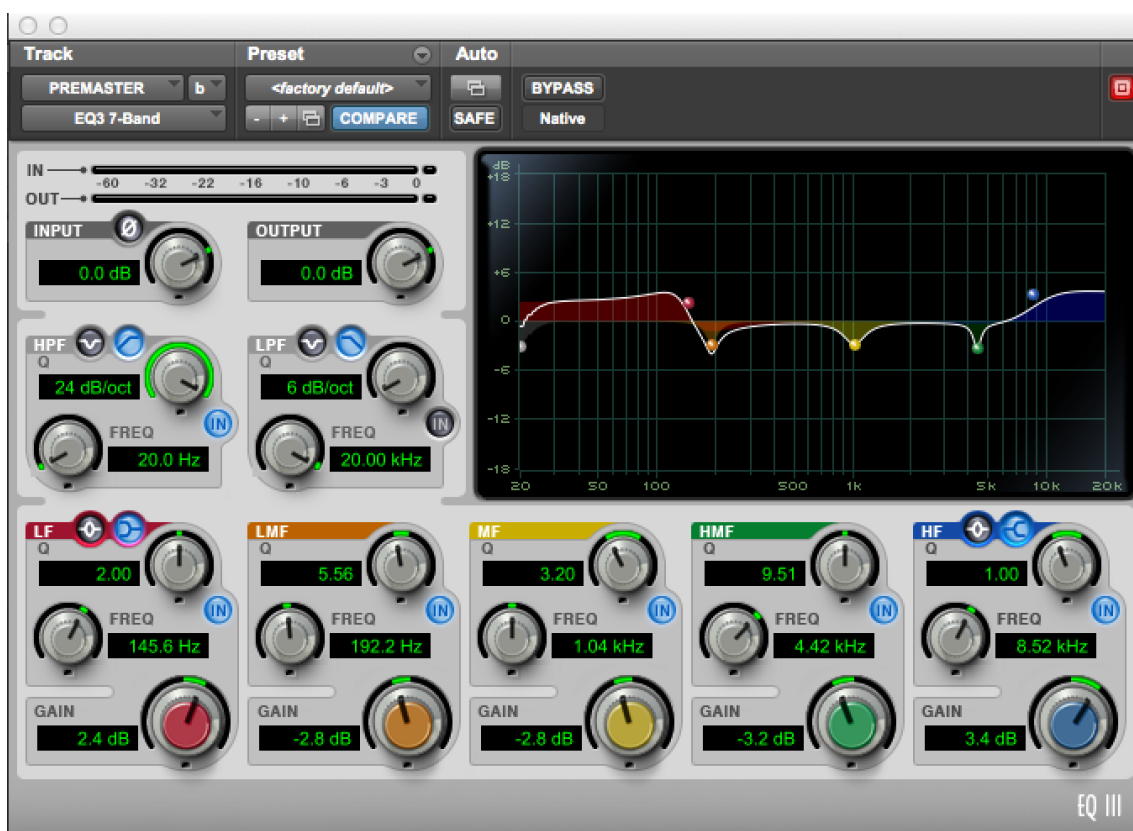 Track Preset Auto
PREMASTER b <factory default> BYPASS
EQ3 7-Band - + COMPARE SAFE Native
IN
-60 -32 -22 -16 -10 -6 -3 0
OUT
INPUT Ø OUTPUT
0.0 dB 0.0 dB
HPF LPF
Q Q
24 dB/oct 6 dB/oct
IN IN
FREQ FREQ
20.0 Hz 20.00 kHz
dB
+18
+12
+6
0
-6
-12
-18
20 50 100 500 1k 5k 10k 20k
LF LMF MF HMF HF
Q Q Q Q Q
2.00 5.56 3.20 9.51 1.00
IN IN IN IN IN
FREQ FREQ FREQ FREQ FREQ
145.6 Hz 192.2 Hz 1.04 kHz 4.42 kHz 8.52 kHz
GAIN GAIN GAIN GAIN GAIN
2.4 dB -2.8 dB -2.8 dB -3.2 dB 3.4 dB
EQ III